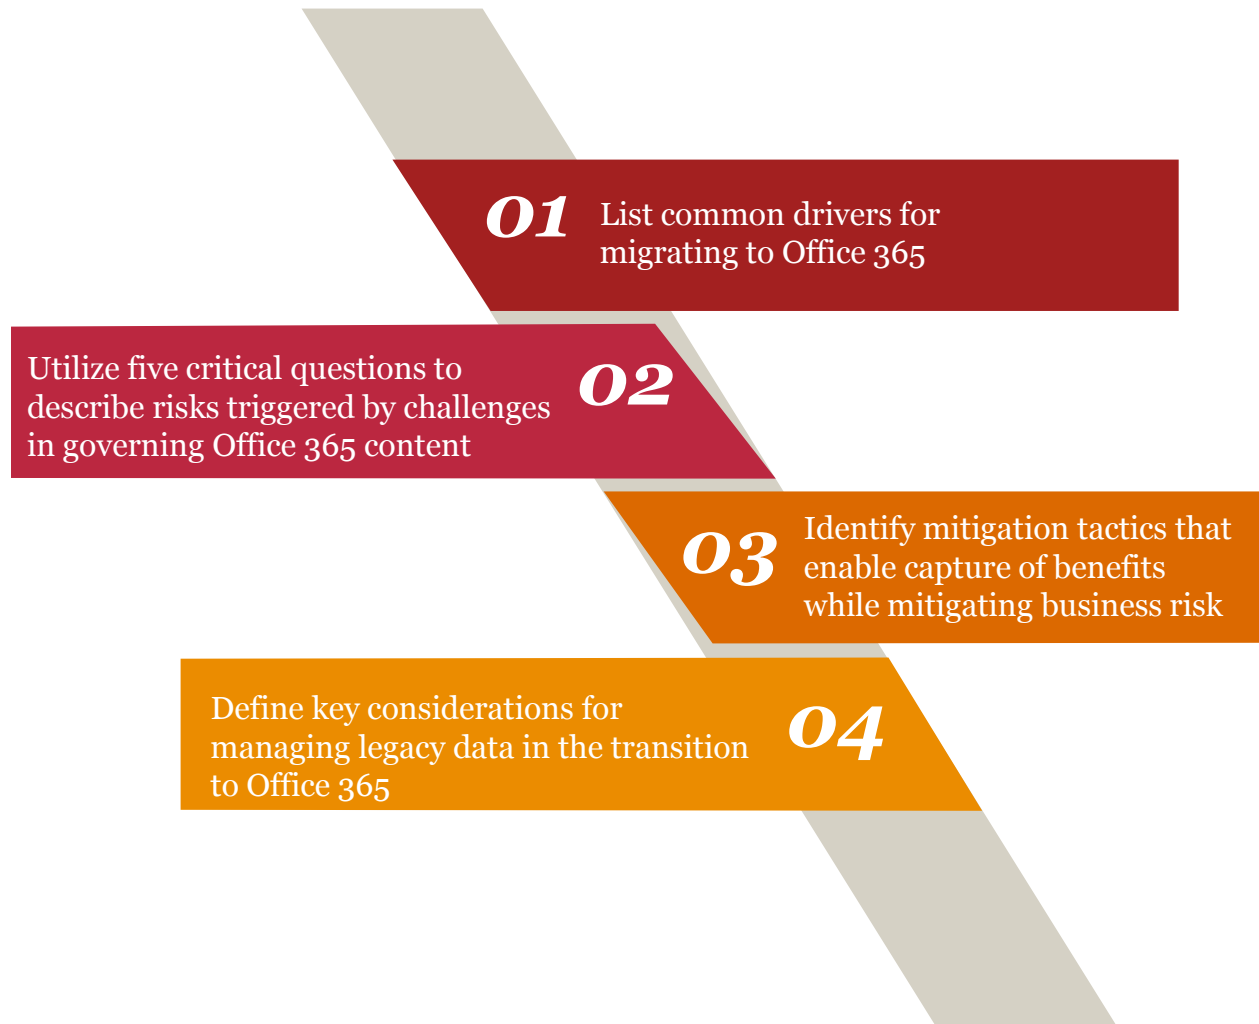 01
List common drivers for
migrating to Office 365
Utilize five critical questions to
describe risks triggered by challenges
in governing Office 365 content
02
03
Identify mitigation tactics that
enable capture of benefits
while mitigating business risk
Define key considerations for
managing legacy data in the transition
to Office 365
04